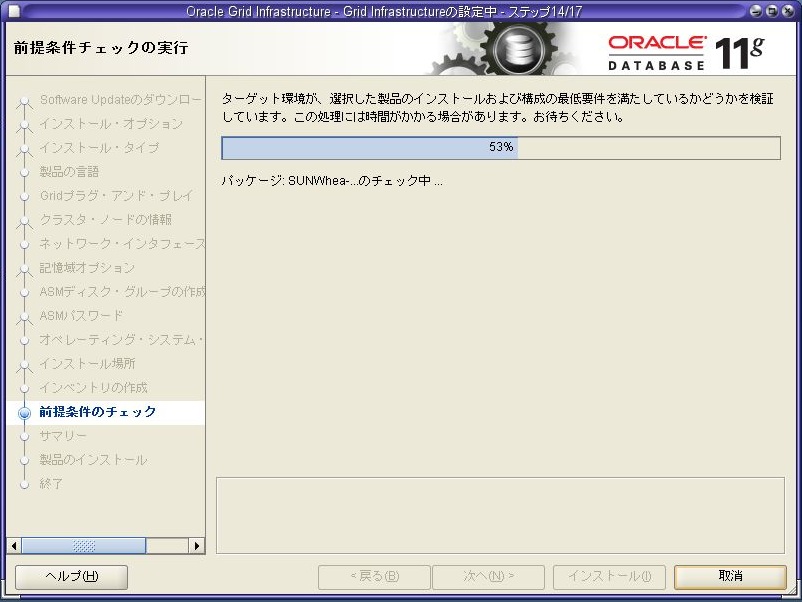 Oracle Grid Infrastructure - Grid Infrastructureの設定中 - ステップ14/17
前提条件チェックの実行
ORACLE
DATABASE
11g
Software Updateのダウンロー
インストール・オプション
インストール・タイプ
製品の言語
Gridプラグ・アンド・プレイ
クラスタ・ノードの情報
ネットワーク・インタフェース
記憶域オプション
ASMディスク・グループの作成
ASMパスワード
オペレーティング・システム・
インストール場所
インベントリの作成
前提条件のチェック
サマリー
製品のインストール
終了
ターゲット環境が、選択した製品のインストールおよび構成の最低要件を満たしているかどうかを検証
しています。この処理には時間がかかる場合があります。お待ちください。
53%
パッケージ: SUNWhea-...のチェック中 ...
ヘルプ(H)
< 戻る(B)
次へ(N) >
インストール(I)
取消